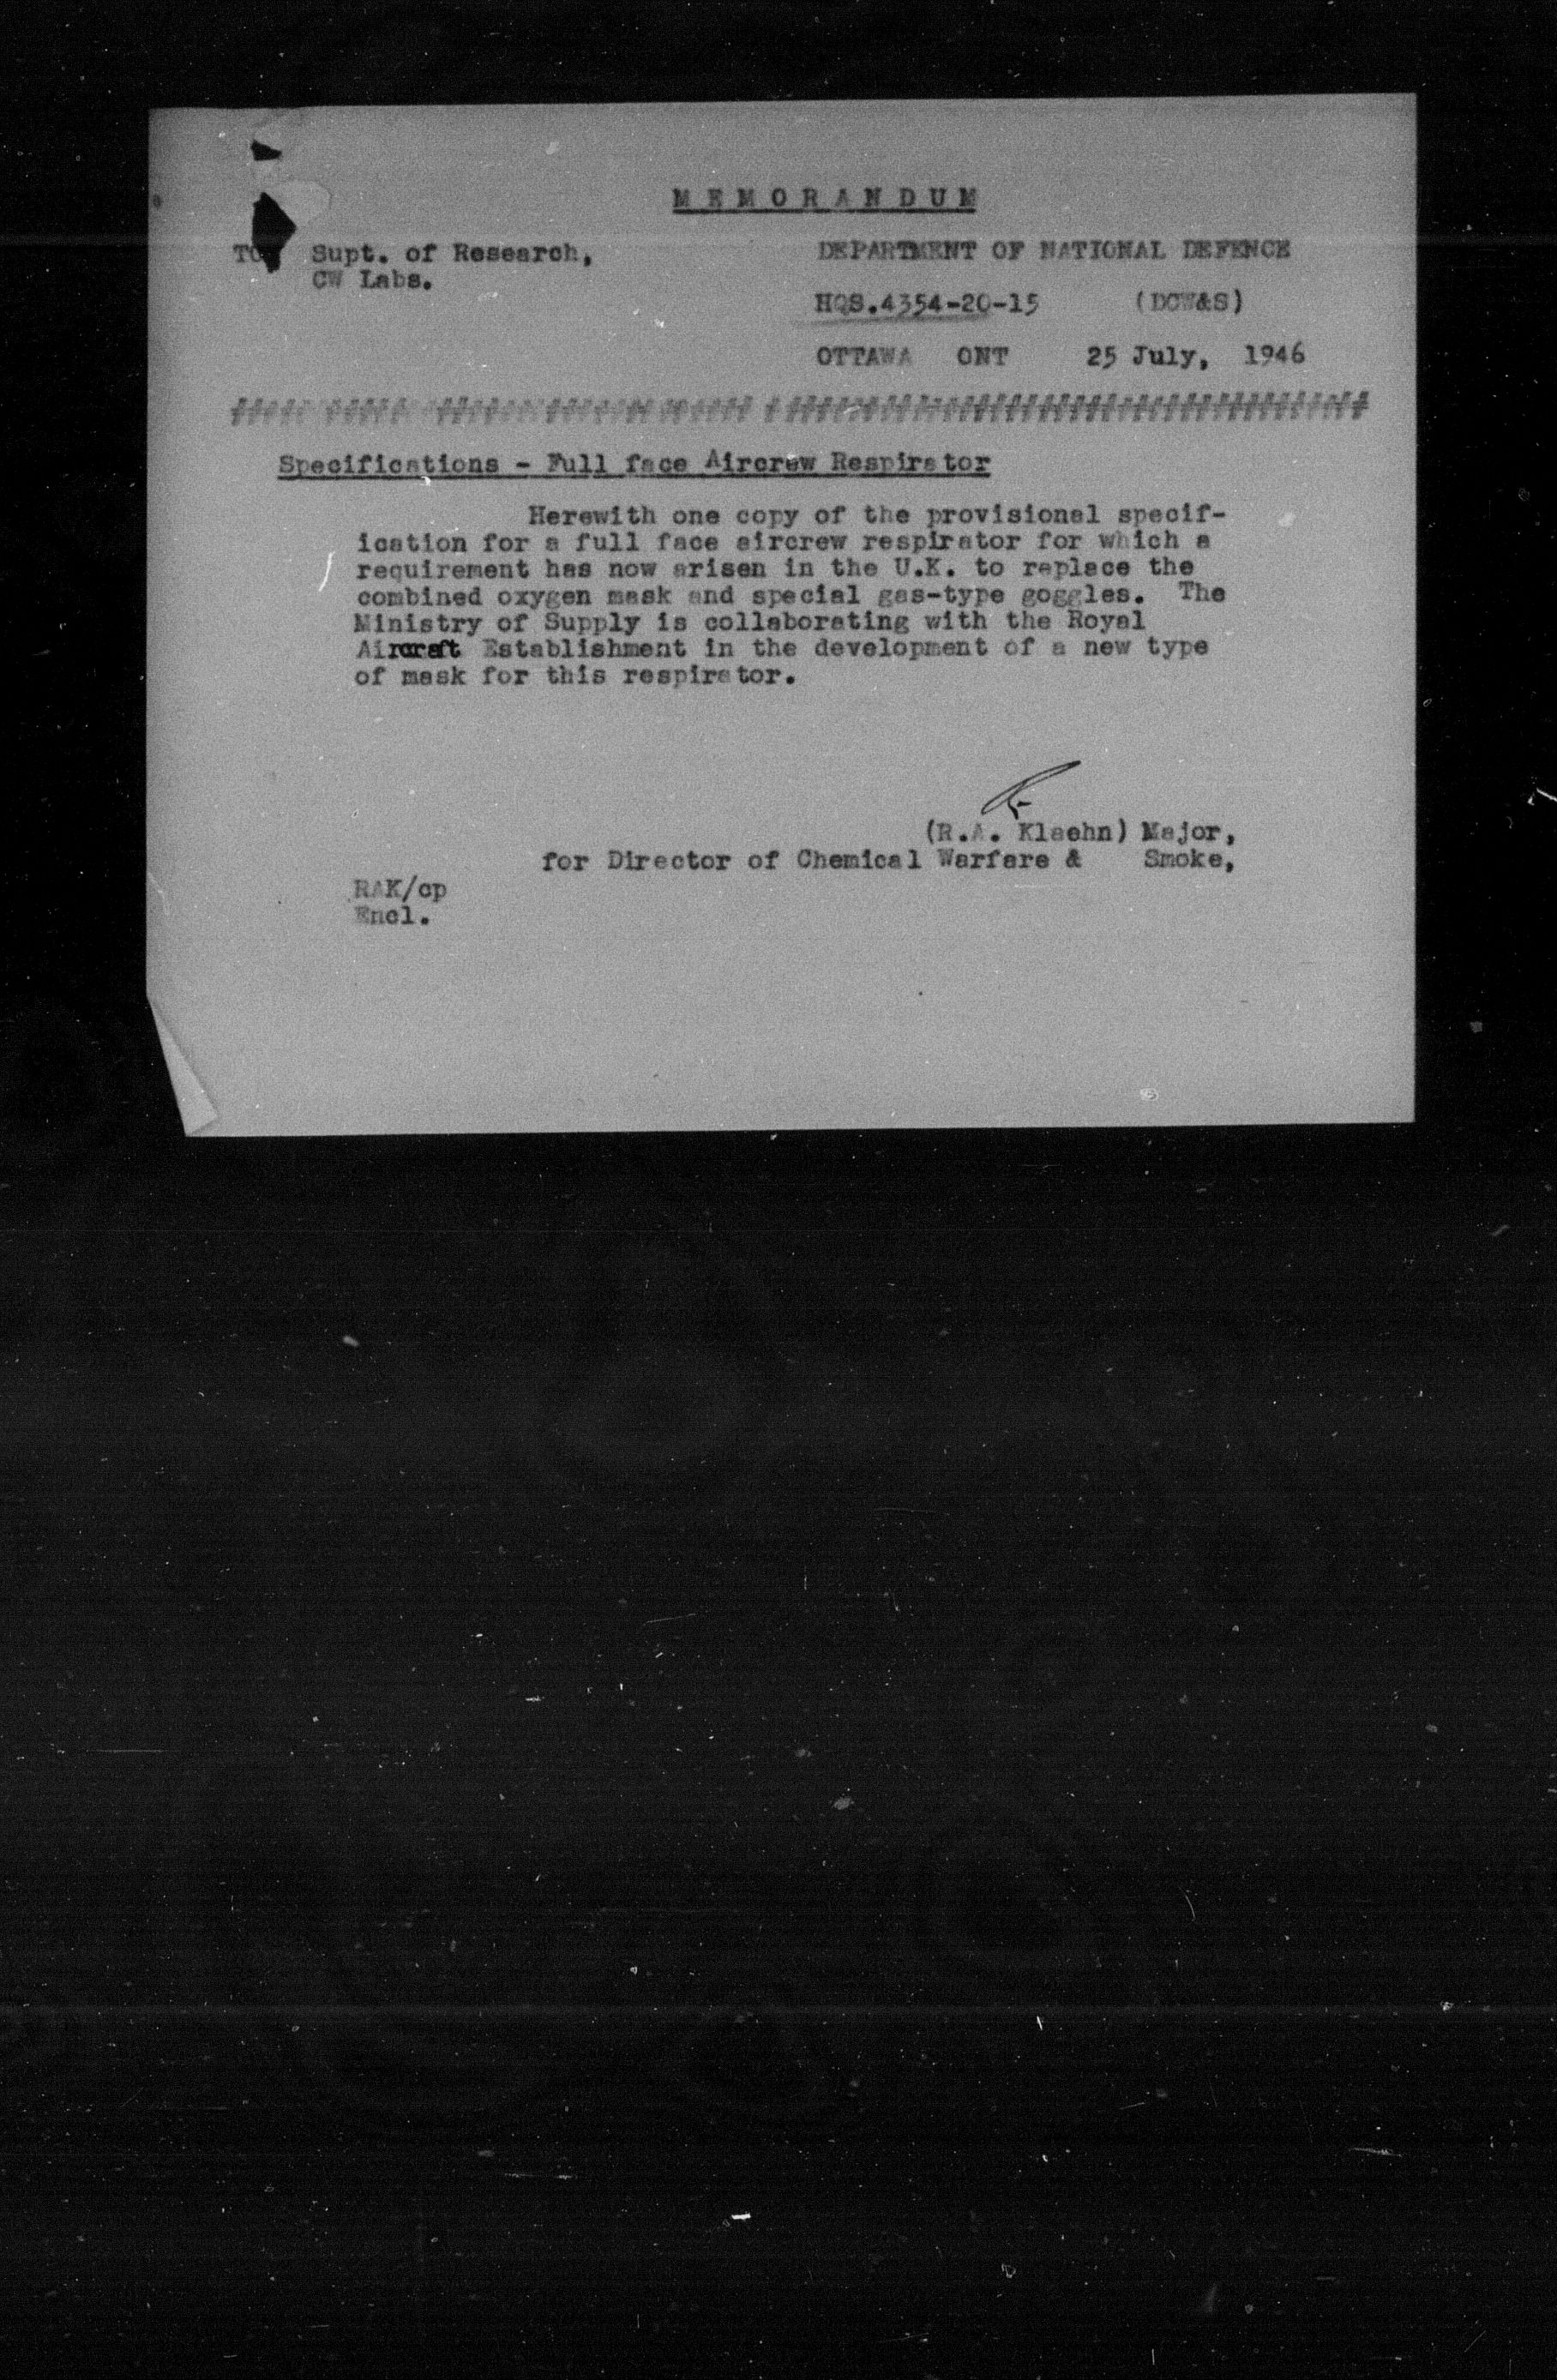 MEMORANDUM
TO Supt. of Research,
CW Labs.
DEPARTMENT OF NATIONAL DEFENCE
HQS.4354-20-15 (DCW&S)
OTTAWA ONT 25 July, 1946
Specifications - Full face Aircrew Respirator
Herewith one copy of the provisional specif-
ication for a full face aircrew respirator for which a
requirement has now arisen in the U.K. to replace the
combined oxygen mask and special gas-type goggles. The
Ministry of Supply is collaborating with the Royal
Aircraft Establishment in the development of a new type
of mask for this respirator.
(R.A. Klaehn) Major,
for Director of Chemical Warfare & Smoke,
RAK/cp
Encl.